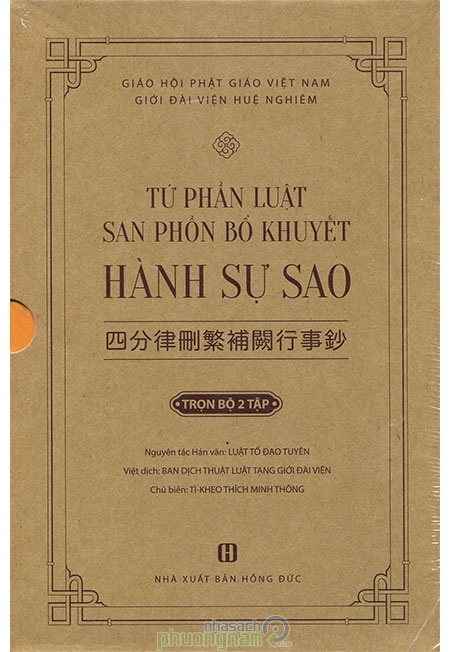 GIÁO HỘI PHẬT GIÁO VIỆT NAM
GIỚI ĐÀI VIỆN HUỆ NGHIÊM
TỨ PHẦN LUẬT
SAN PHỒN BỔ KHUYẾT
HÀNH SỰ SAO
四分律刪繁補闕行事鈔
TRỌN BỘ 2 TẬP
Nguyên tác Hán văn: LUẬT TỔ ĐẠO TUYÊN
Việt dịch: BAN DỊCH THUẬT LUẬT TẠNG GIỚI ĐÀI VIỆN
Chủ biên: TỈ-KHEO THÍCH MINH THÔNG
H
NHÀ XUẤT BẢN HỒNG ĐỨC
nhasach
phuongnam
.com